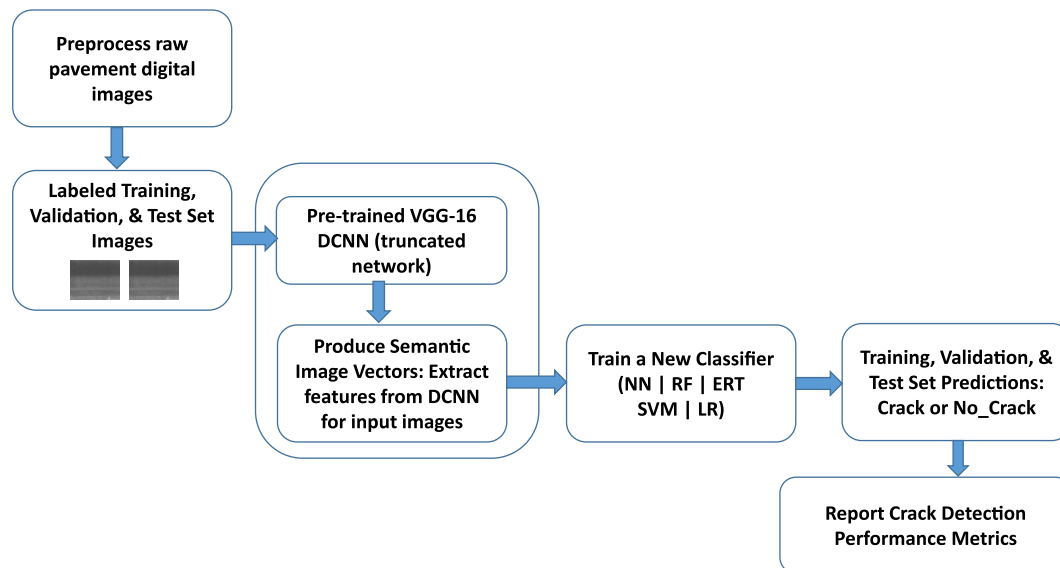 Preprocess raw
pavement digital
images
Labeled Training,
Validation, & Test Set
Images
Pre-trained VGG-16
DCNN (truncated
network)
Produce Semantic
Image Vectors: Extract
features from DCNN
for input images
Train a New Classifier
(NN | RF | ERT
SVM | LR)
Training, Validation, &
Test Set Predictions:
Crack or No_Crack
Report Crack Detection
Performance Metrics